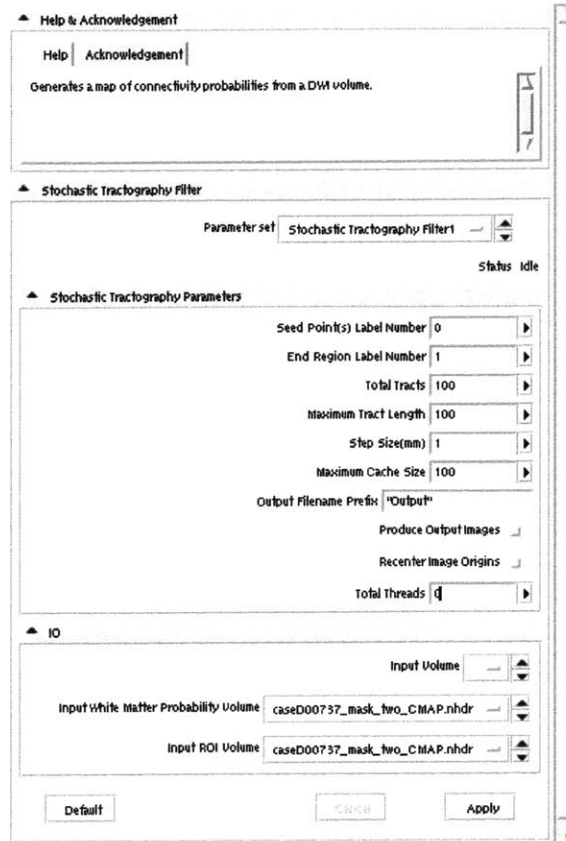 Help & Acknowledgement
Help Acknowledgement
Generates a map of connectivity probabilities from a DWI volume.
Stochastic Tractography Filter
Parameter set Stochastic Tractography Filter1
Status Idle
Stochastic Tractography Parameters
Seed Point(s) Label Number 0
End Region Label Number 1
Total Tracts 100
Maximum Tract Length 100
Step Size(mm) 1
Maximum Cache Size 100
Output Filename Prefix "Output"
Produce Output Images
Recenter Image Origins
Total Threads 0
IO
Input Volume
Input White Matter Probability Volume caseD00737_mask_two_CMAP.nhdr
Input ROI Volume caseD00737_mask_two_CMAP.nhdr
Default Cancel Apply